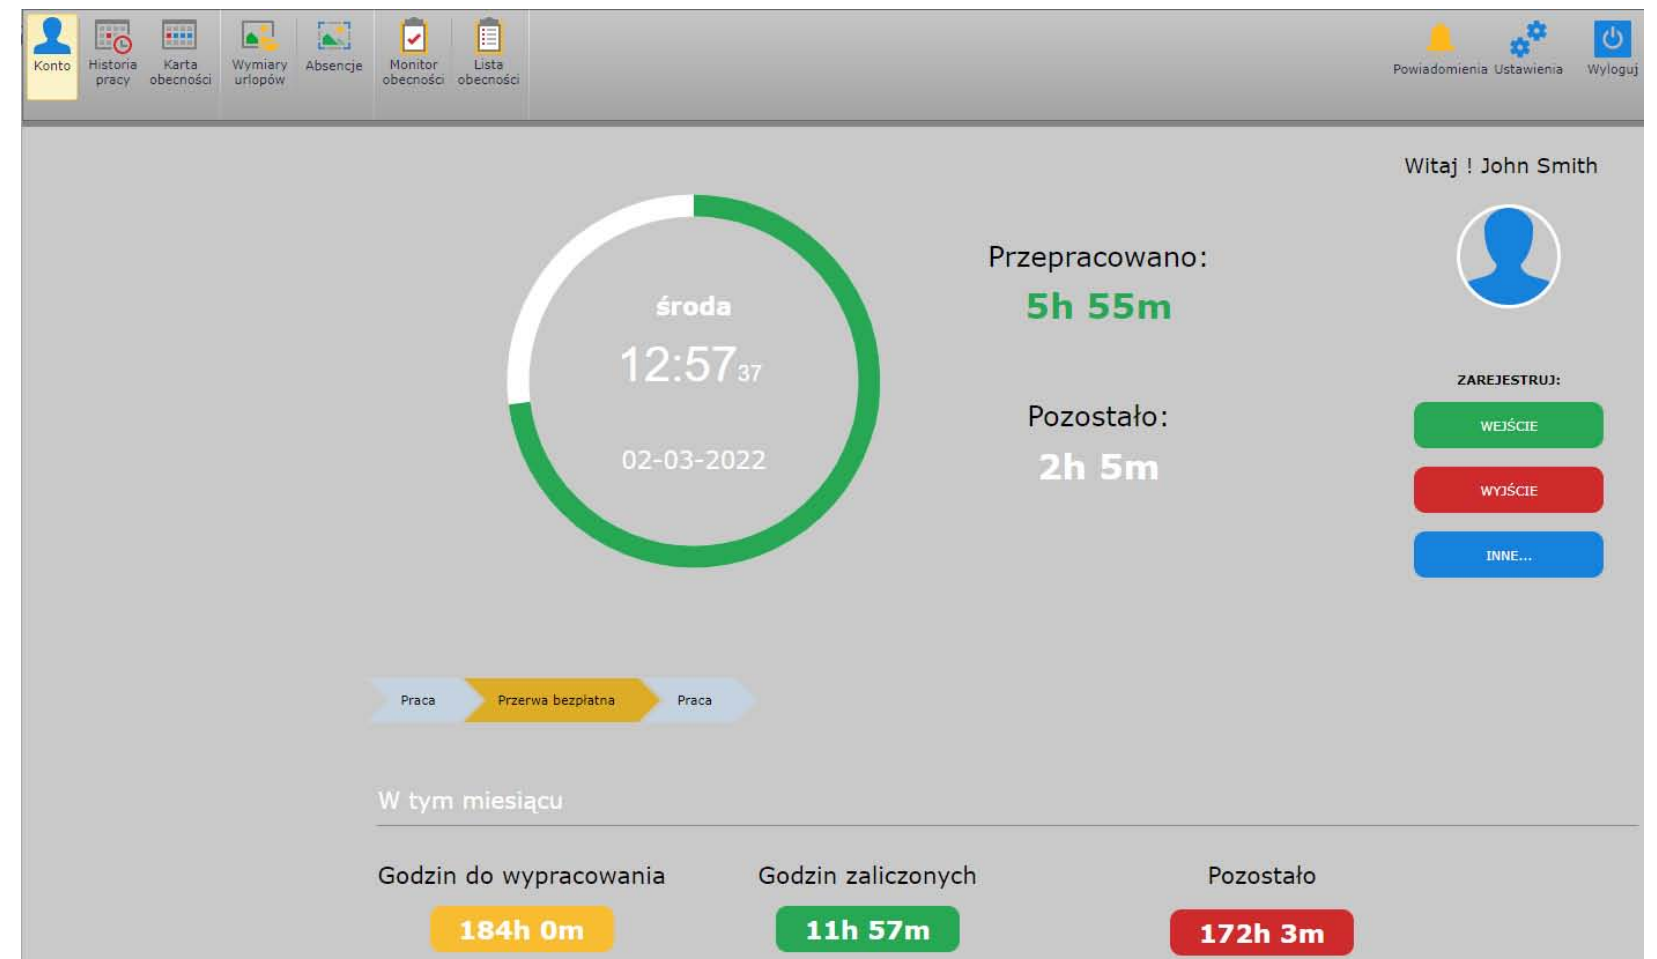 Konto
Historia pracy
Karta obecności
Wymiary urlopów
Absencje
Monitor obecności
Lista obecności
Powiadomienia
Ustawienia
Wyloguj
Witaj ! John Smith
środa
12:57 37
02-03-2022
Przepracowano:
5h 55m
Pozostało:
2h 5m
ZAREJESTRUJ:
WEJŚCIE
WYJŚCIE
INNE...
Praca
Przerwa bezpłatna
Praca
W tym miesiącu
Godzin do wypracowania
184h 0m
Godzin zaliczonych
11h 57m
Pozostało
172h 3m